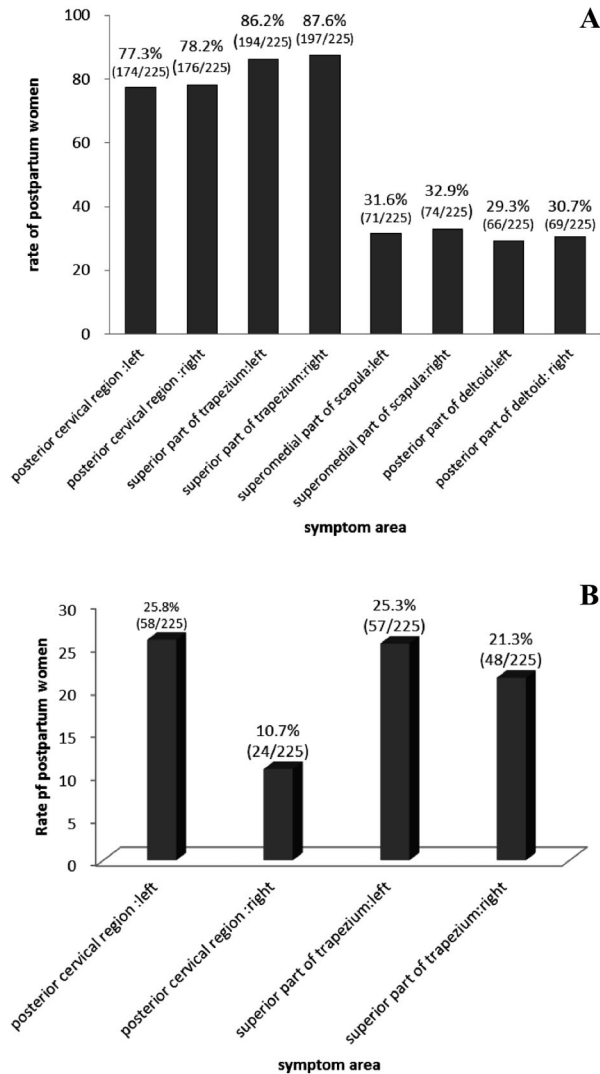 A
rate of postpartum women
100
80
60
40
20
0
77.3%
(174/225)
78.2%
(176/225)
86.2%
(194/225)
87.6%
(197/225)
31.6%
(71/225)
32.9%
(74/225)
29.3%
(66/225)
30.7%
(69/225)
posterior cervical region :left
posterior cervical region :right
superior part of trapezium:left
superior part of trapezium:right
superomedial part of scapula:left
superomedial part of scapula:right
posterior part of deltoid:left
posterior part of deltoid: right
symptom area
B
Rate pf postpartum women
30
25
20
15
10
5
0
25.8%
(58/225)
10.7%
(24/225)
25.3%
(57/225)
21.3%
(48/225)
posterior cervical region :left
posterior cervical region :right
superior part of trapezium:left
superior part of trapezium:right
symptom area